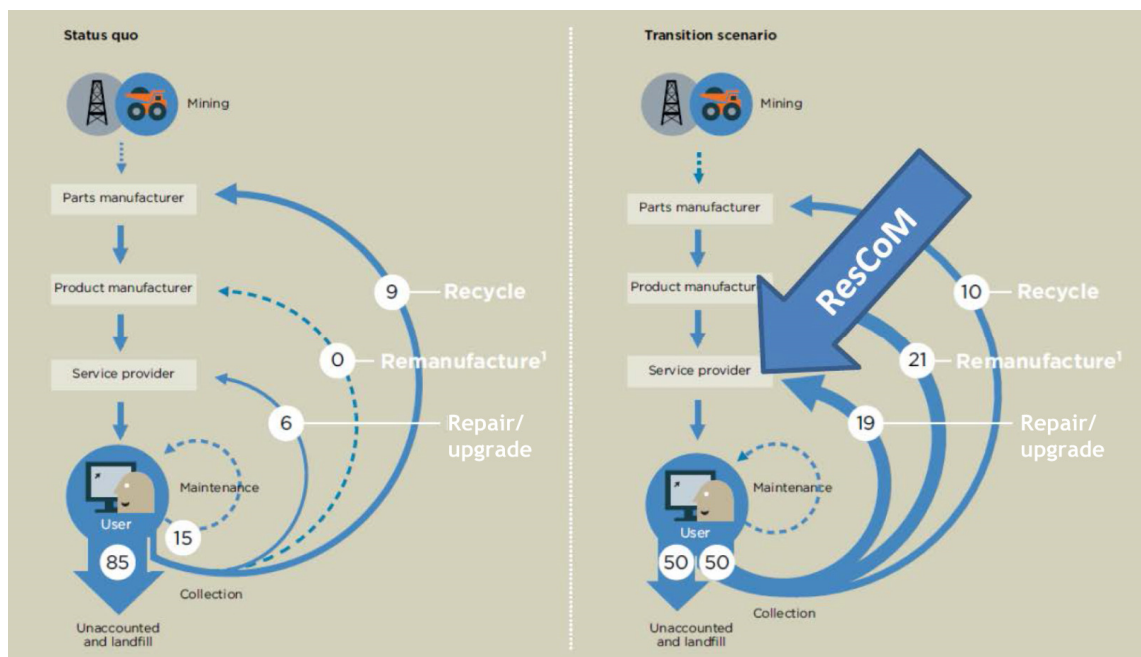 Status quo
Mining
Parts manufacturer
9
Recycle
Product manufacturer
0
Remanufacture¹
Service provider
6
Repair/
upgrade
Maintenance
User
15
85
Collection
Unaccounted
and landfill
Transition scenario
Mining
Parts manufacturer
ResCoM
10
Recycle
Product manufacture
21
Remanufacture¹
Service provider
19
Repair/
upgrade
Maintenance
User
50
50
Collection
Unaccounted
and landfill